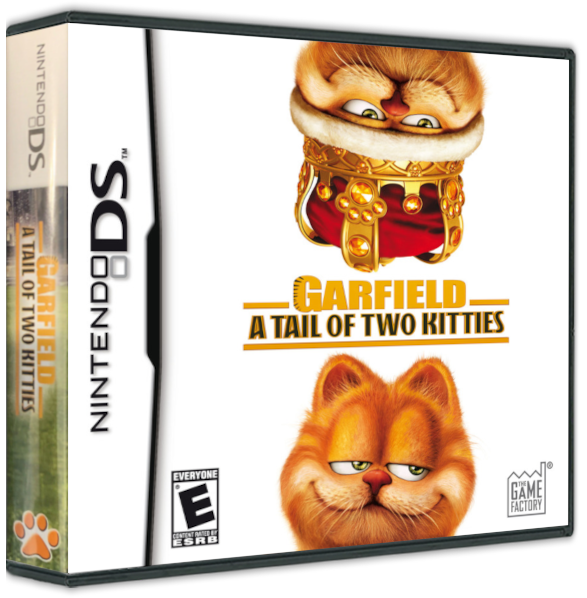 NINTENDO DS
GARFIELD
A TAIL OF TWO KITTIES
NINTENDO DS™
GARFIELD
A TAIL OF TWO KITTIES
EVERYONE
E
CONTENT RATED BY
ESRB
THE
GAME
FACTORY
®